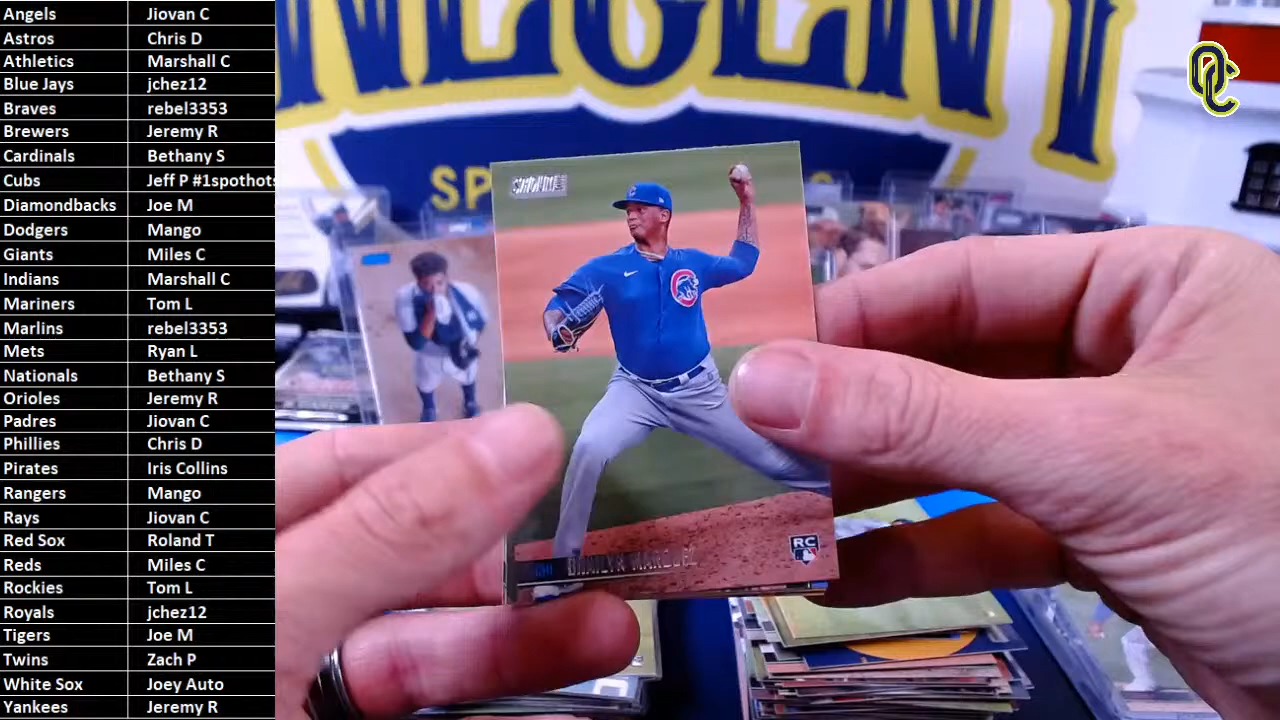 Angels Jiovan C
Astros Chris D
Athletics Marshall C
Blue Jays jchez12
Braves rebel3353
Brewers Jeremy R
Cardinals Bethany S
Cubs Jeff P #1spothots
Diamondbacks Joe M
Dodgers Mango
Giants Miles C
Indians Marshall C
Mariners Tom L
Marlins rebel3353
Mets Ryan L
Nationals Bethany S
Orioles Jeremy R
Padres Jiovan C
Phillies Chris D
Pirates Iris Collins
Rangers Mango
Rays Jiovan C
Red Sox Roland T
Reds Miles C
Rockies Tom L
Royals jchez12
Tigers Joe M
Twins Zach P
White Sox Joey Auto
Yankees Jeremy R
SP
OC
CHI
RC